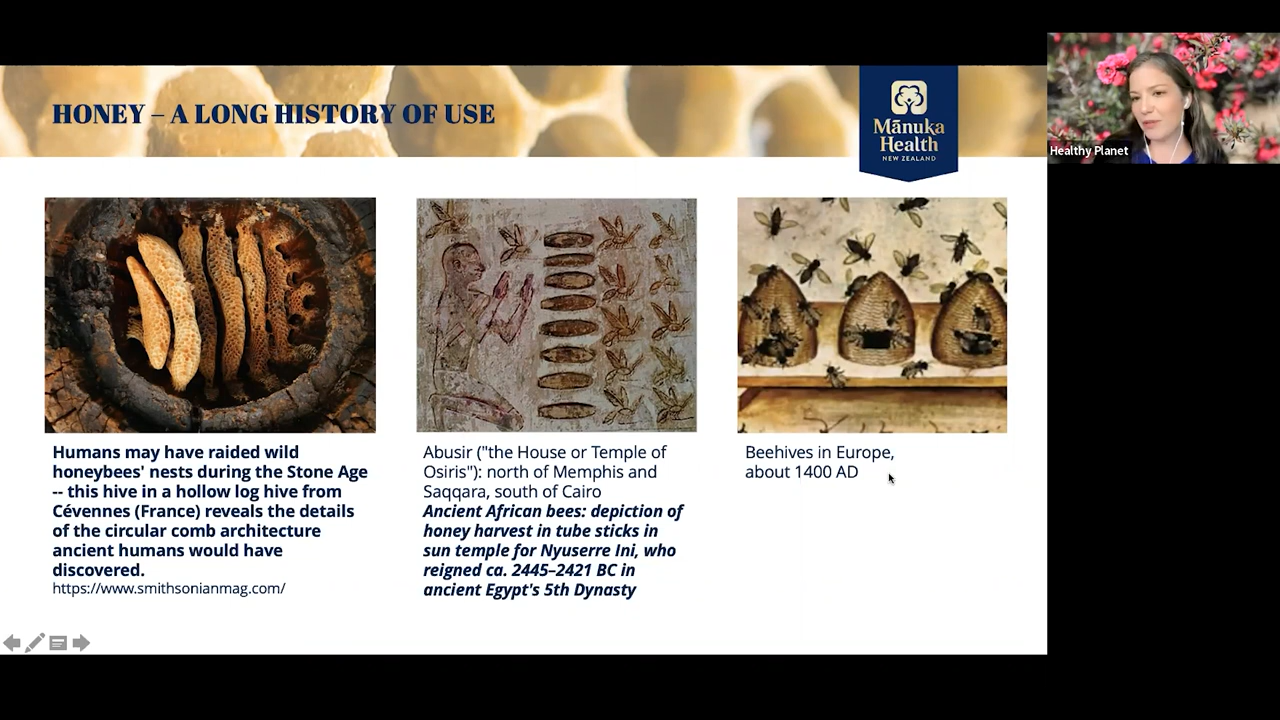 HONEY – A LONG HISTORY OF USE
Mānuka
Health
NEW ZEALAND
Healthy Planet
Humans may have raided wild
honeybees' nests during the Stone Age
-- this hive in a hollow log hive from
Cévennes (France) reveals the details
of the circular comb architecture
ancient humans would have
discovered.
https://www.smithsonianmag.com/
Abusir ("the House or Temple of
Osiris"): north of Memphis and
Saqqara, south of Cairo
Ancient African bees: depiction of
honey harvest in tube sticks in
sun temple for Nyuserre Ini, who
reigned ca. 2445–2421 BC in
ancient Egypt's 5th Dynasty
Beehives in Europe,
about 1400 AD